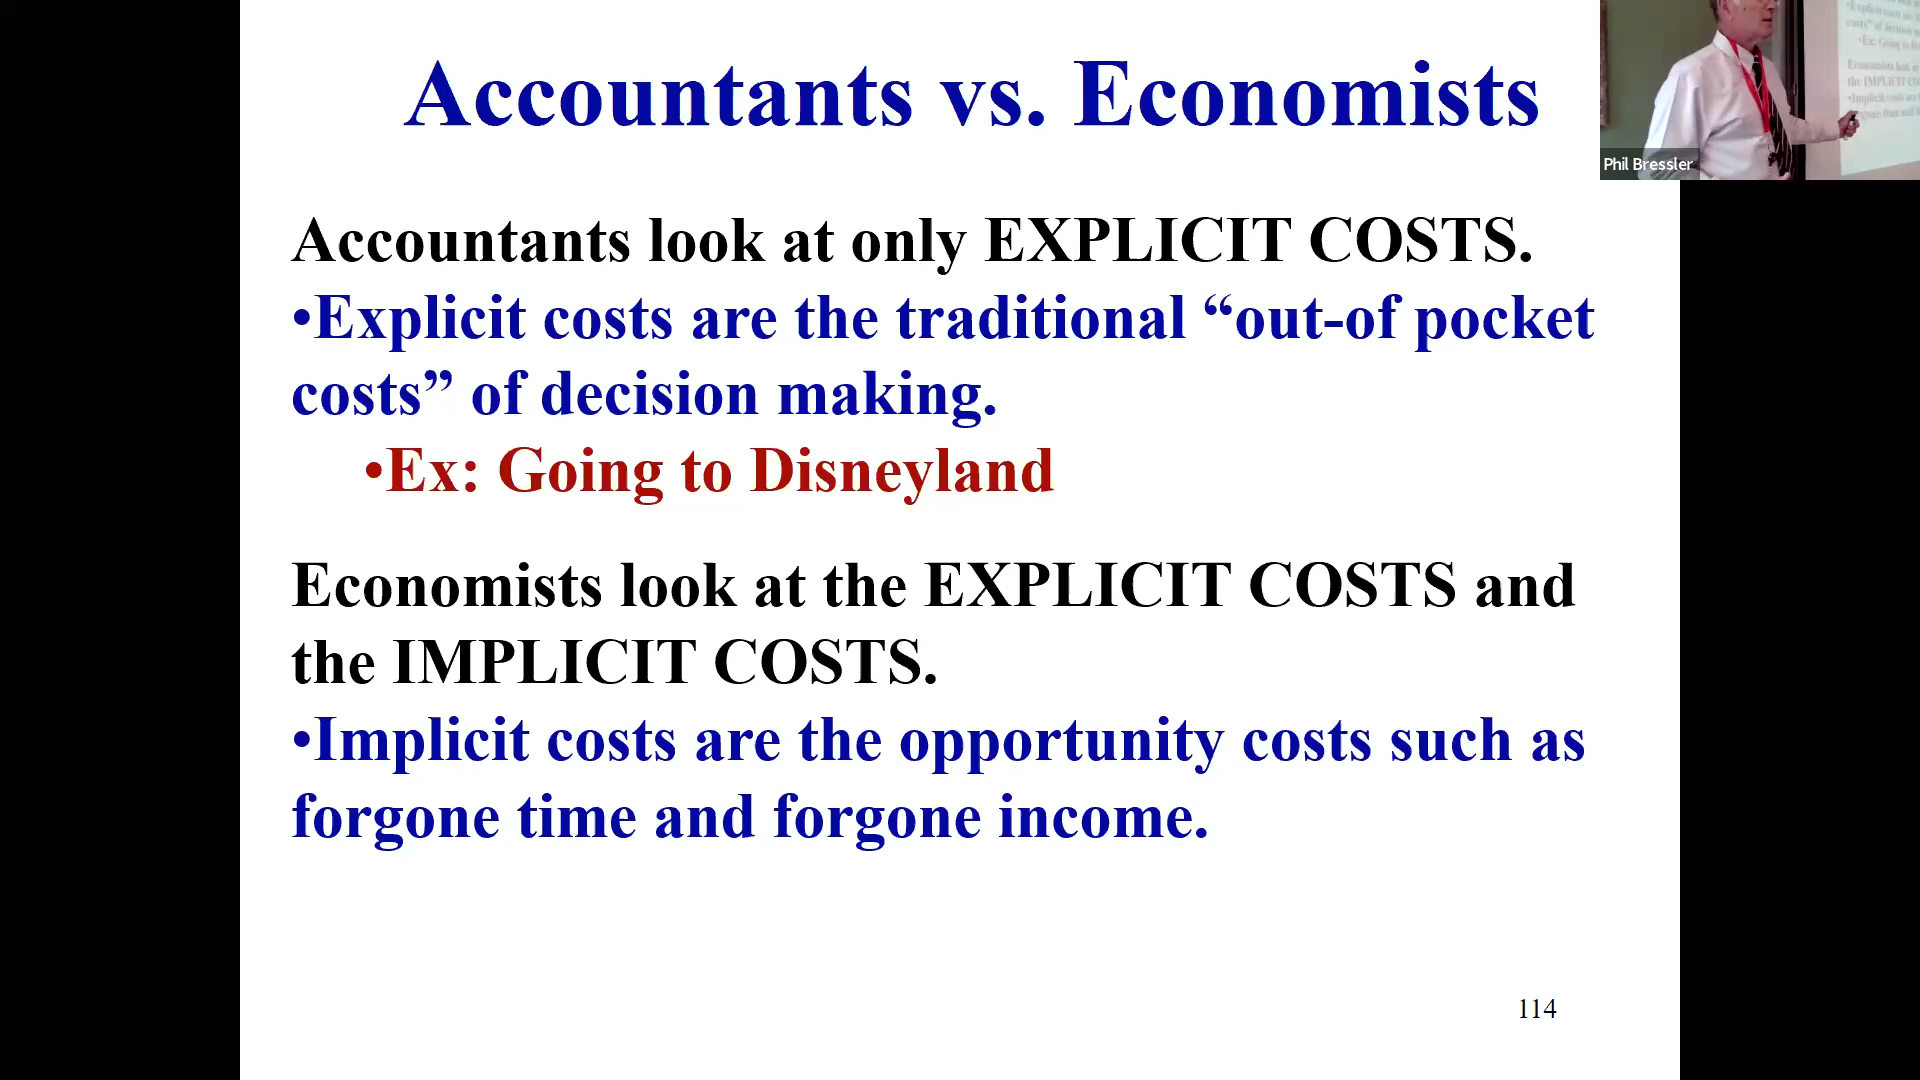 Accountants vs. Economists
Accountants look at only EXPLICIT COSTS.
•Explicit costs are the traditional “out-of pocket
costs” of decision making.
•Ex: Going to Disneyland
Economists look at the EXPLICIT COSTS and
the IMPLICIT COSTS.
•Implicit costs are the opportunity costs such as
forgone time and forgone income.
114
Phil Bressler